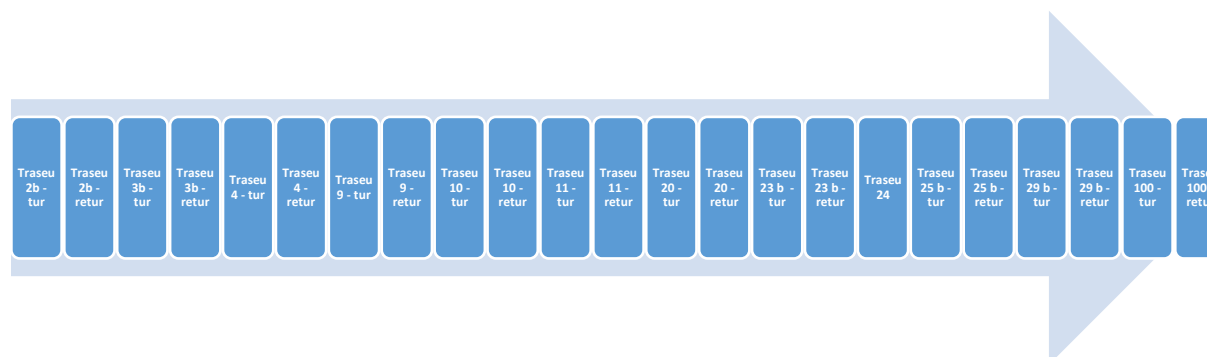 Traseu
2b -
tur
Traseu
2b -
retur
Traseu
3b -
tur
Traseu
3b -
retur
Traseu
4 - tur
Traseu
4 -
retur
Traseu
9 - tur
Traseu
9 -
retur
Traseu
10 -
tur
Traseu
10 -
retur
Traseu
11 -
tur
Traseu
11 -
retur
Traseu
20 -
tur
Traseu
20 -
retur
Traseu
23 b -
tur
Traseu
23 b -
retur
Traseu
24
Traseu
25 b -
tur
Traseu
25 b -
retur
Traseu
29 b -
tur
Traseu
29 b -
retur
Traseu
100 -
tur
100